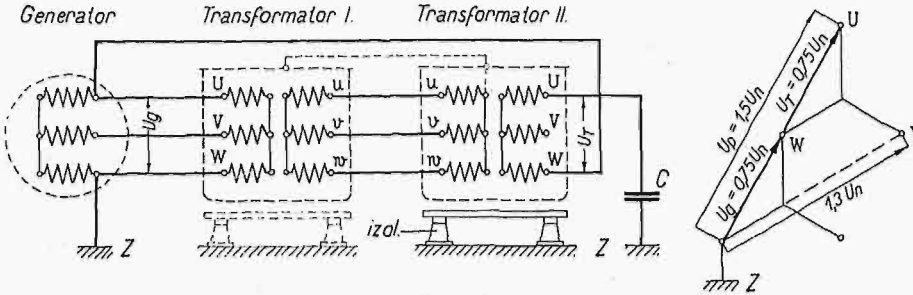 Generator
Transformator I.
Transformator II.
U
u
u
U
V
v
v
V
W
w
w
W
Ug
UT
C
izol.
Z
Z
U
Up = 1,5 Un
UT = 0,75 Un
W
Ug = 0,75 Un
V
1,3 Un
Z